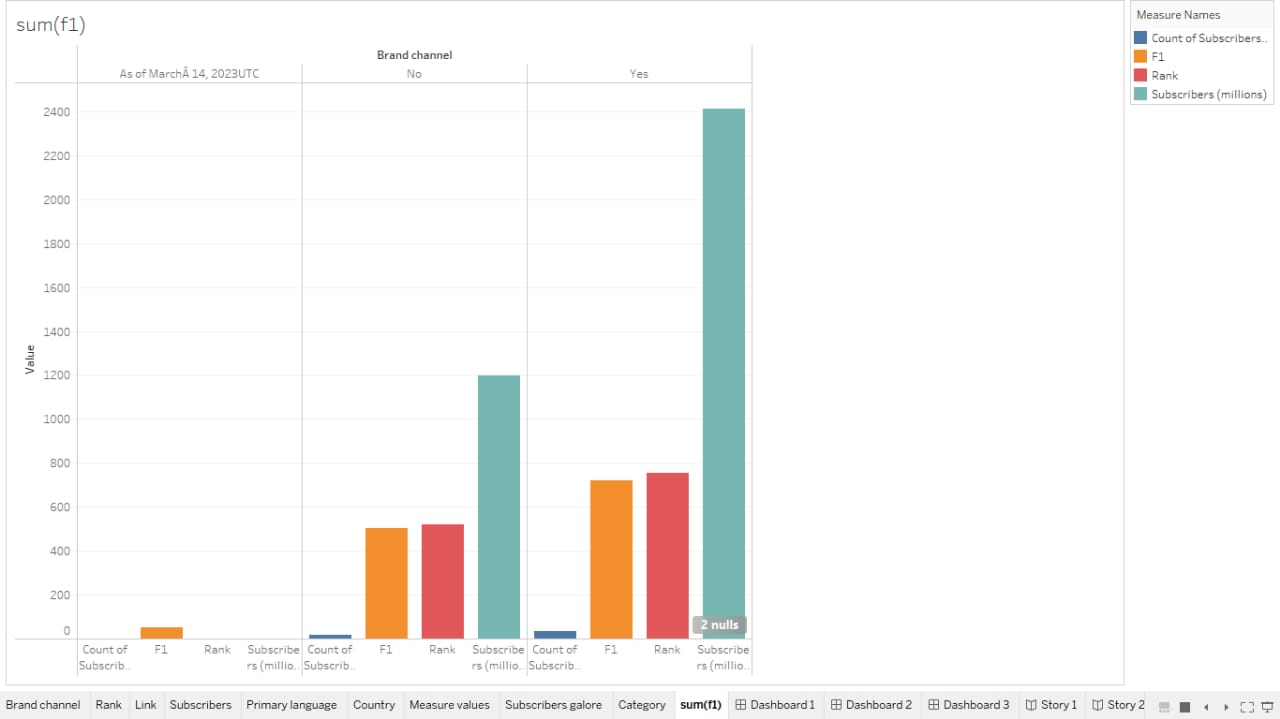 sum(f1)
Measure Names
Count of Subscribers..
F1
Rank
Subscribers (millions)
Brand channel
As of MarchÂ 14, 2023UTC
No
Yes
2400
2200
2000
1800
1600
1400
1200
1000
800
600
400
200
0
Value
2 nulls
Count of
Subscrib..
F1
Rank
Subscribe
rs (millio..
Count of
Subscrib..
F1
Rank
Subscribe
rs (millio..
Count of
Subscrib..
F1
Rank
Subscribe
rs (millio..
Brand channel Rank Link Subscribers Primary language Country Measure values Subscribers galore Category sum(f1) Dashboard 1 Dashboard 2 Dashboard 3 Story 1 Story 2